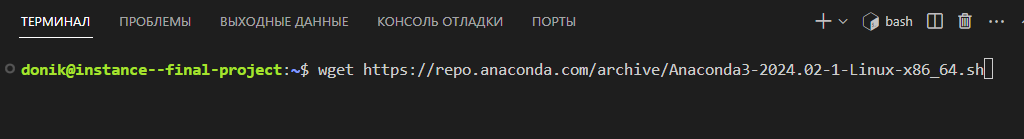 ТЕРМИНАЛ ПРОБЛЕМЫ ВЫХОДНЫЕ ДАННЫЕ КОНСОЛЬ ОТЛАДКИ ПОРТЫ bash
donik@instance--final-project:~$ wget https://repo.anaconda.com/archive/Anaconda3-2024.02-1-Linux-x86_64.sh